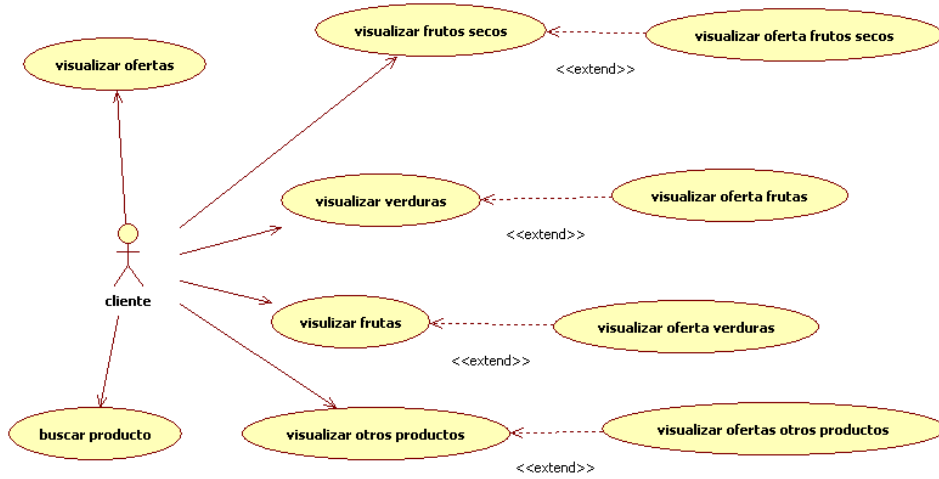 visualizar frutos secos
visualizar oferta frutos secos
visualizar ofertas
<<extend>>
visualizar verduras
visualizar oferta frutas
<<extend>>
cliente
visulizar frutas
visualizar oferta verduras
<<extend>>
buscar producto
visualizar otros productos
visualizar ofertas otros productos
<<extend>>